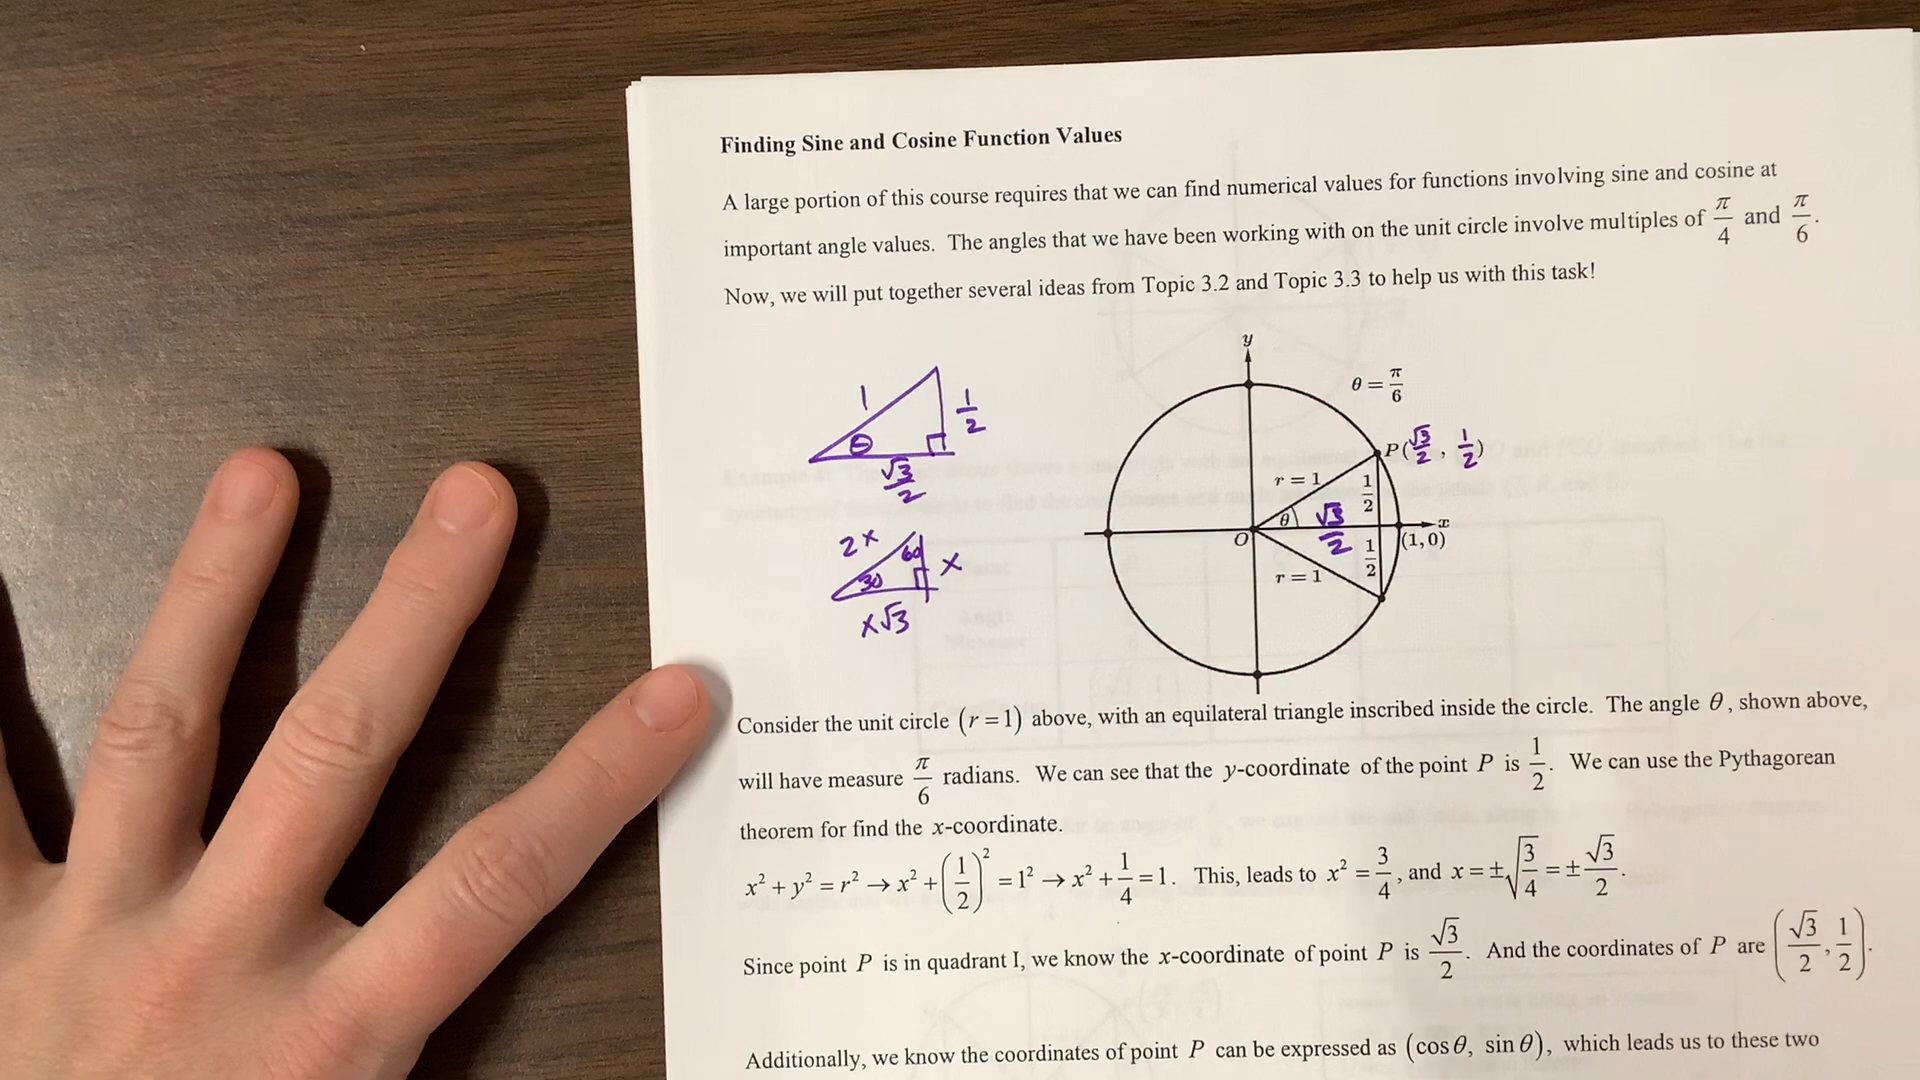 Finding Sine and Cosine Function Values
A large portion of this course requires that we can find numerical values for functions involving sine and cosine at
important angle values. The angles that we have been working with on the unit circle involve multiples of π/4 and π/6.
Now, we will put together several ideas from Topic 3.2 and Topic 3.3 to help us with this task!
1
1/2
θ
√3/2
2x
60
30
x
x√3
y
θ = π/6
P(√3/2, 1/2)
r = 1
1/2
θ
√3/2
x
O
(1,0)
1/2
r = 1
Consider the unit circle (r = 1) above, with an equilateral triangle inscribed inside the circle. The angle θ, shown above,
will have measure π/6 radians. We can see that the y-coordinate of the point P is 1/2. We can use the Pythagorean
theorem for find the x-coordinate.
x² + y² = r² → x² + (1/2)² = 1² → x² + 1/4 = 1. This, leads to x² = 3/4, and x = ±√(3/4) = ±√3/2.
Since point P is in quadrant I, we know the x-coordinate of point P is √3/2. And the coordinates of P are (√3/2, 1/2).
Additionally, we know the coordinates of point P can be expressed as (cos θ, sin θ), which leads us to these two